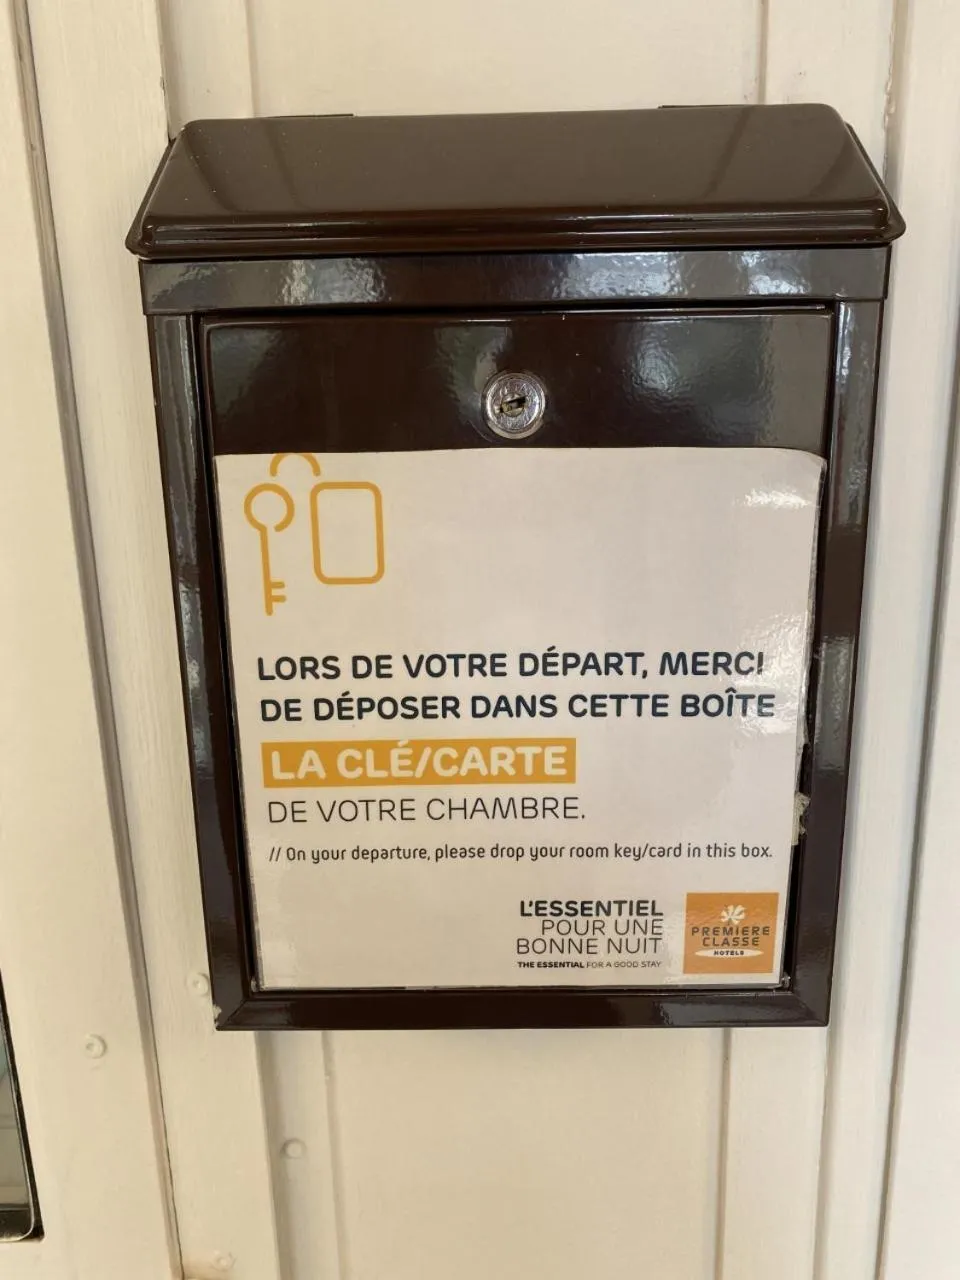 LORS DE VOTRE DÉPART, MERCI
DE DÉPOSER DANS CETTE BOÎTE
LA CLÉ/CARTE
DE VOTRE CHAMBRE.
// On your departure, please drop your room key/card in this box.
L'ESSENTIEL
POUR UNE
BONNE NUIT
THE ESSENTIAL FOR A GOOD STAY
PREMIERE
CLASSE
HOTELS